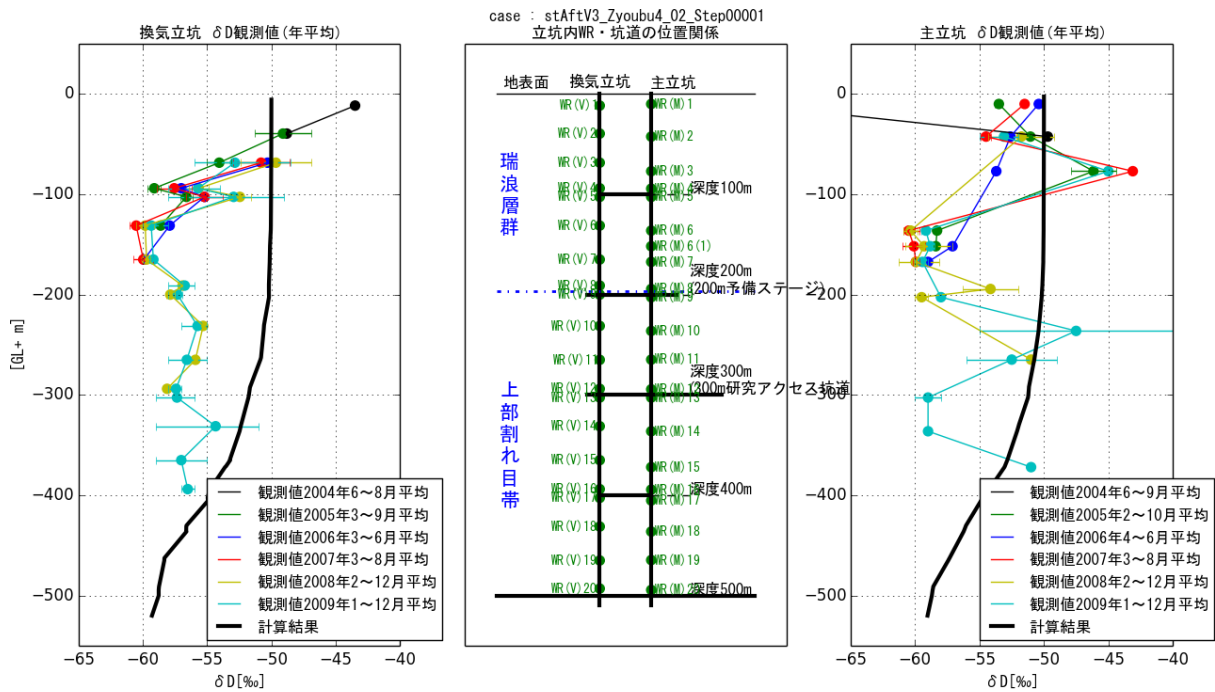 case : stAftV3_Zyoubu4_02_Step00001
換気立坑 δD観測値(年平均)
立坑内WR・坑道の位置関係
主立坑 δD観測値(年平均)
[GL+ m]
0
−100
−200
−300
−400
−500
−65
−60
−55
−50
−45
−40
δD[‰]
観測値2004年6～8月平均
観測値2005年3～9月平均
観測値2006年3～6月平均
観測値2007年3～8月平均
観測値2008年2～12月平均
観測値2009年1～12月平均
計算結果
地表面
換気立坑
主立坑
瑞浪層群
上部割れ目帯
WR(V)1
WR(V)2
WR(V)3
WR(V)4
WR(V)5
WR(V)6
WR(V)7
WR(V)8
WR(V)10
WR(V)11
WR(V)12
WR(V)13
WR(V)14
WR(V)15
WR(V)16
WR(V)17
WR(V)18
WR(V)19
WR(V)20
WR(M)1
WR(M)2
WR(M)3
WR(M)4
WR(M)5
WR(M)6
WR(M)6(1)
WR(M)7
WR(M)8
WR(M)9
WR(M)10
WR(M)11
WR(M)13
WR(M)14
WR(M)15
WR(M)17
WR(M)18
WR(M)19
深度100m
深度200m
(200m予備ステージ)
深度300m
(300m研究アクセス坑道
深度400m
深度500m
0
−100
−200
−300
−400
−500
−65
−60
−55
−50
−45
−40
δD[‰]
観測値2004年6～9月平均
観測値2005年2～10月平均
観測値2006年4～6月平均
観測値2007年3～8月平均
観測値2008年2～12月平均
観測値2009年1～12月平均
計算結果